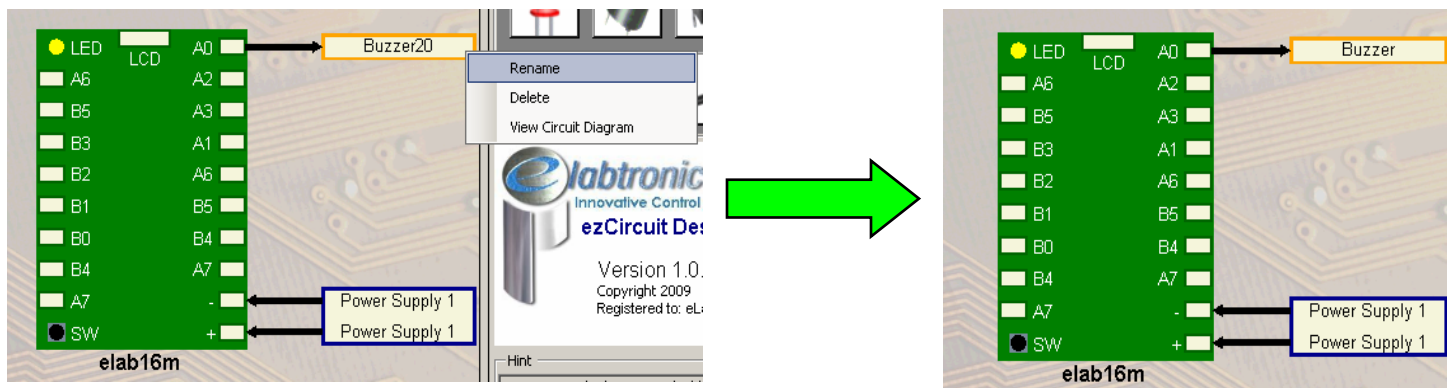 LED LCD A0 Buzzer20
A6 A2
B5 A3
B3 A1
B2 A6
B1 B5
B0 B4
B4 A7
A7 - Power Supply 1
SW + Power Supply 1
elab16m
Rename
Delete
View Circuit Diagram
elabtronic
Innovative Control
ezCircuit Des
Version 1.0.
Copyright 2009
Registered to: eL
Hint
LED LCD A0 Buzzer
A6 A2
B5 A3
B3 A1
B2 A6
B1 B5
B0 B4
B4 A7
A7 - Power Supply 1
SW + Power Supply 1
elab16m